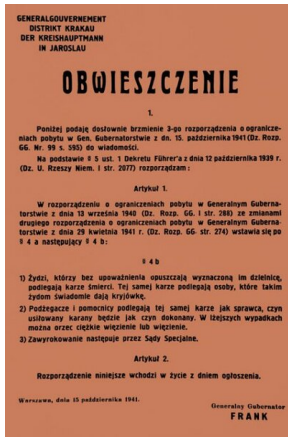 GENERALGOUVERNEMENT
DISTRIKT KRAKAU
DER KREISHAUPTMANN
IN JAROSLAU
OBWIESZCZENIE
1.
Poniżej podaję dosłownie brzmienie 3-go rozporządzenia o ogranicze-
niach pobytu w Gen. Gubernatorstwie z dn. 15. października 1941 (Dz. Rozp.
GG. Nr. 99 s. 595) do wiadomości.
Na podstawie § 5 ust. 1 Dekretu Führer'a z dnia 12 października 1939 r.
(Dz. U. Rzeszy Niem. I str. 2077) rozporządzam :
Artykuł 1.
W rozporządzeniu o ograniczeniach pobytu w Generalnym Guberna-
torstwie z dnia 13 września 1940 (Dz. Rozp. GG. I str. 288) ze zmianami
drugiego rozporządzenia o ograniczeniach pobytu w Generalnym Guberna-
torstwie z dnia 29 kwietnia 1941 r. (Dz. Rozp. GG. str. 274) wstawia się po
§ 4 a następujący § 4 b :
§ 4 b
1) Żydzi, którzy bez upoważnienia opuszczają wyznaczoną im dzielnicę,
podlegają karze śmierci. Tej samej karze podlegają osoby, które takim
żydom świadomie dają kryjówkę.
2) Podżegacze i pomocnicy podlegają tej samej karze jak sprawca, czyn
usiłowany karany będzie jak czyn dokonany. W lżejszych wypadkach
można orzec ciężkie więzienie lub więzienie.
3) Zawyrokowanie następuje przez Sądy Specjalne.
Artykuł 2.
Rozporządzenie niniejsze wchodzi w życie z dniem ogłoszenia.
Warszawa, dnia 15 października 1941.
Generalny Gubernator
FRANK